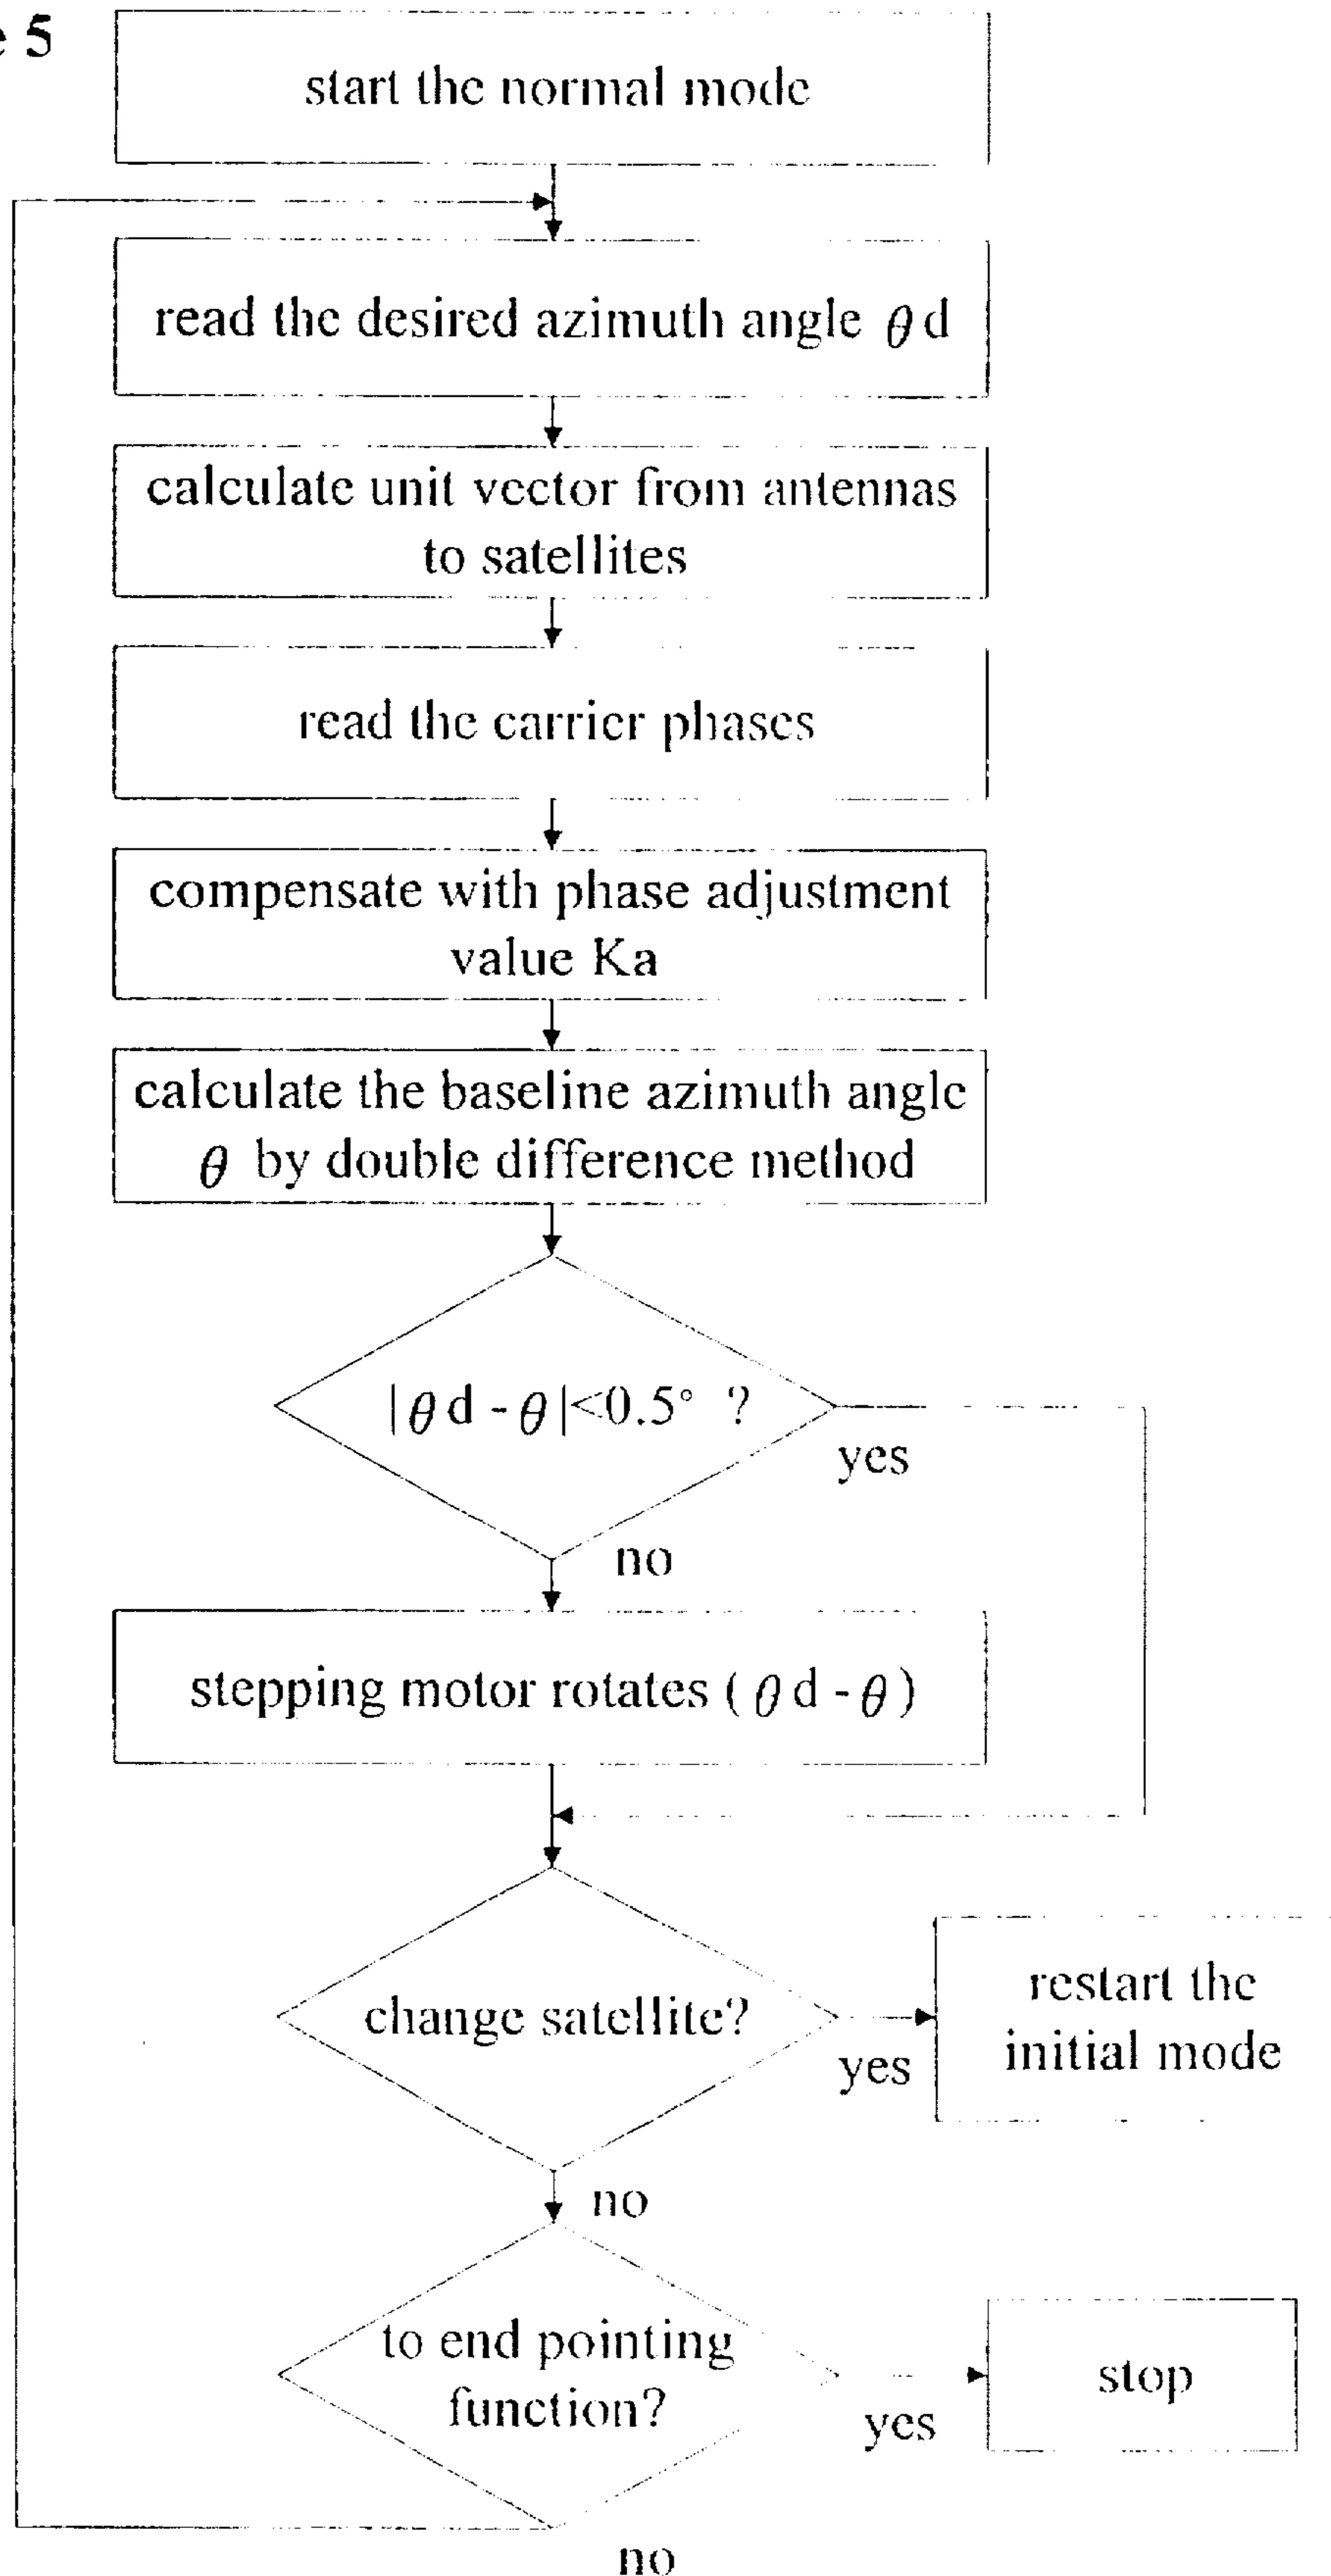 e 5
start the normal mode
read the desired azimuth angle θd
calculate unit vector from antennas
to satellites
read the carrier phases
compensate with phase adjustment
value Ka
calculate the baseline azimuth angle
θ by double difference method
|θd - θ|<0.5° ?
yes
no
stepping motor rotates (θd - θ)
change satellite?
yes
restart the
initial mode
no
to end pointing
function?
yes
stop
no